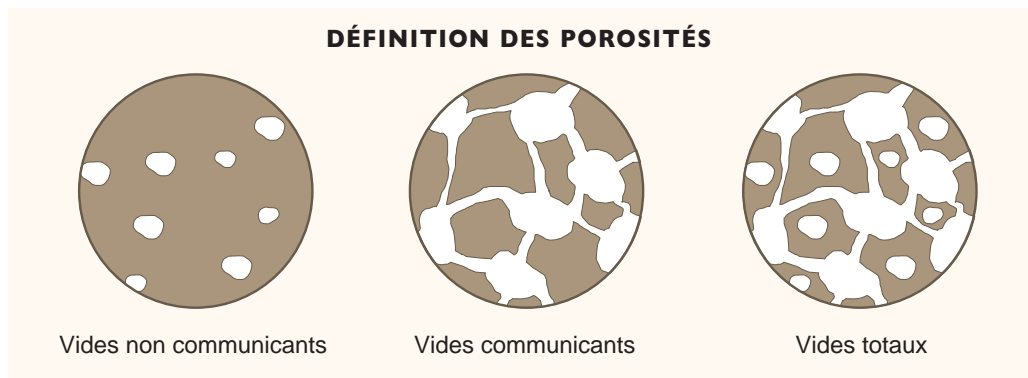 DÉFINITION DES POROSITÉS
Vides non communicants
Vides communicants
Vides totaux